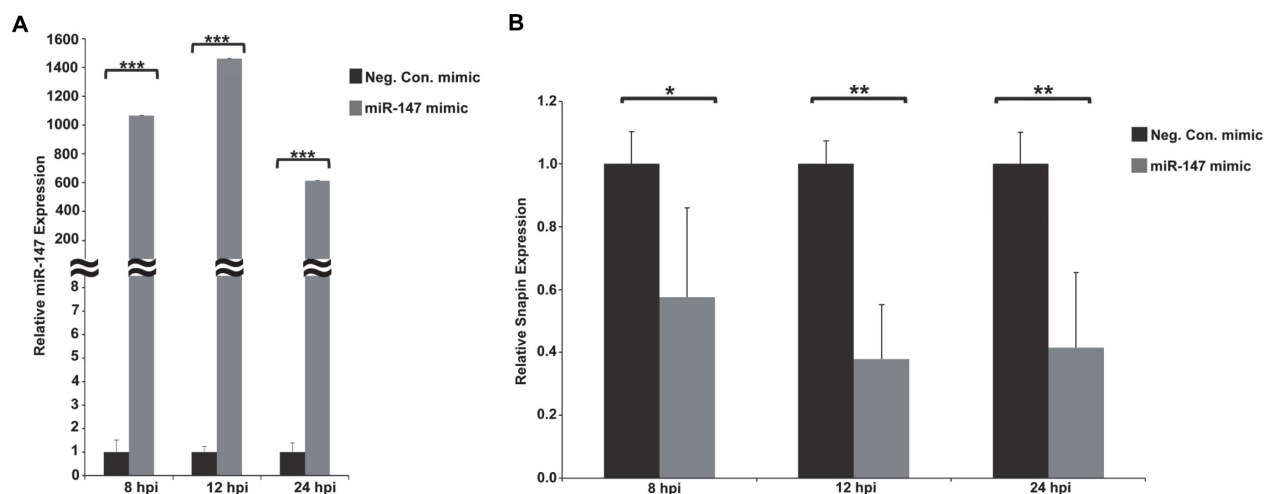 A
Relative miR-147 Expression
1600
1400
1200
1000
800
600
400
200
8
7
6
5
4
3
2
1
0
***
***
***
8 hpi
12 hpi
24 hpi
Neg. Con. mimic
miR-147 mimic
B
Relative Snapin Expression
1.2
1.0
0.8
0.6
0.4
0.2
0.0
*
**
**
8 hpi
12 hpi
24 hpi
Neg. Con. mimic
miR-147 mimic